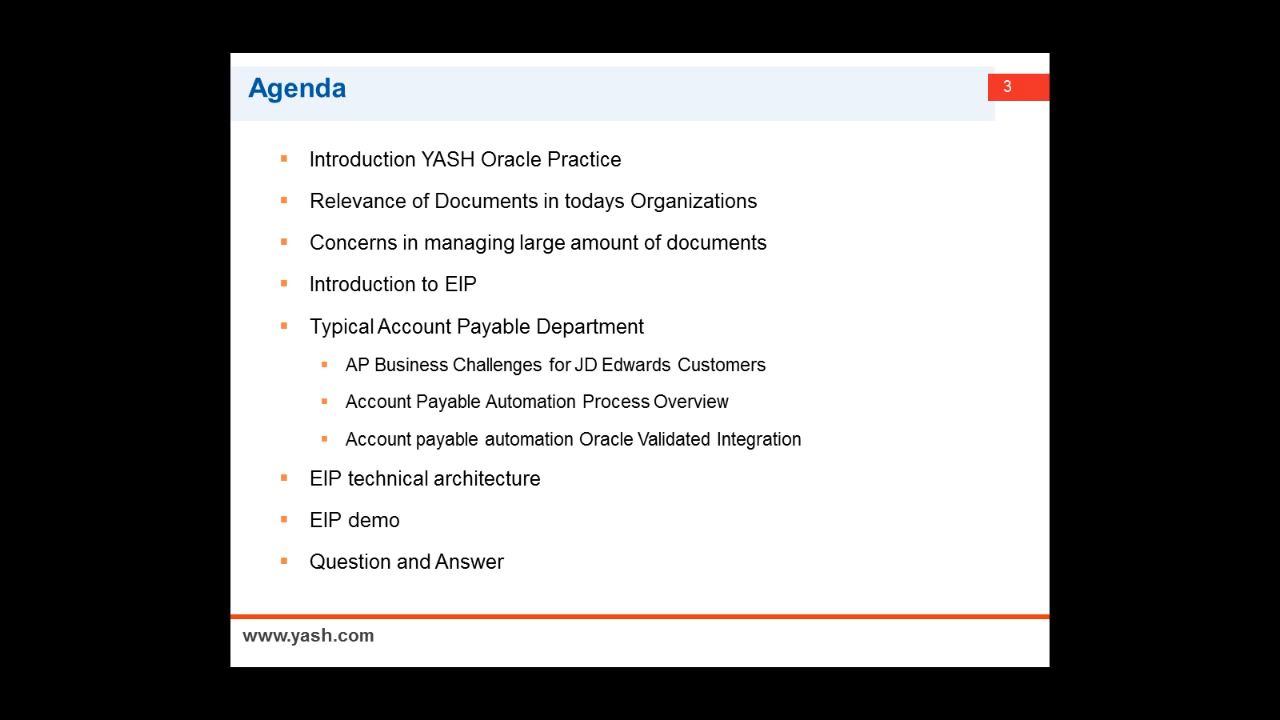 Agenda
3
Introduction YASH Oracle Practice
Relevance of Documents in todays Organizations
Concerns in managing large amount of documents
Introduction to EIP
Typical Account Payable Department
AP Business Challenges for JD Edwards Customers
Account Payable Automation Process Overview
Account payable automation Oracle Validated Integration
EIP technical architecture
EIP demo
Question and Answer
www.yash.com